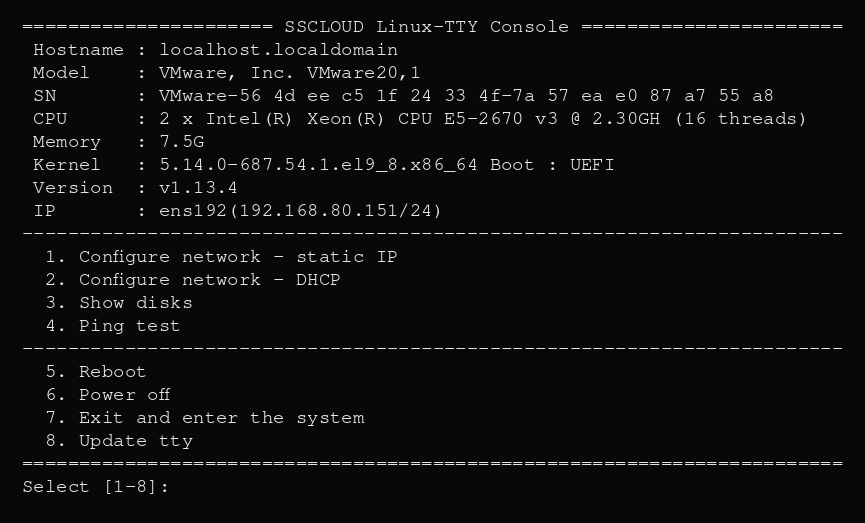 ====================== SSCLOUD Linux-TTY Console =======================
Hostname : localhost.localdomain
Model    : VMware, Inc. VMware20,1
SN       : VMware-56 4d ee c5 1f 24 33 4f-7a 57 ea e0 87 a7 55 a8
CPU      : 2 x Intel(R) Xeon(R) CPU E5-2670 v3 @ 2.30GH (16 threads)
Memory   : 7.5G
Kernel   : 5.14.0-687.54.1.el9_8.x86_64 Boot : UEFI
Version  : v1.13.4
IP       : ens192(192.168.80.151/24)
------------------------------------------------------------------------
1. Configure network - static IP
2. Configure network - DHCP
3. Show disks
4. Ping test
------------------------------------------------------------------------
5. Reboot
6. Power off
7. Exit and enter the system
8. Update tty
========================================================================
Select [1-8]: